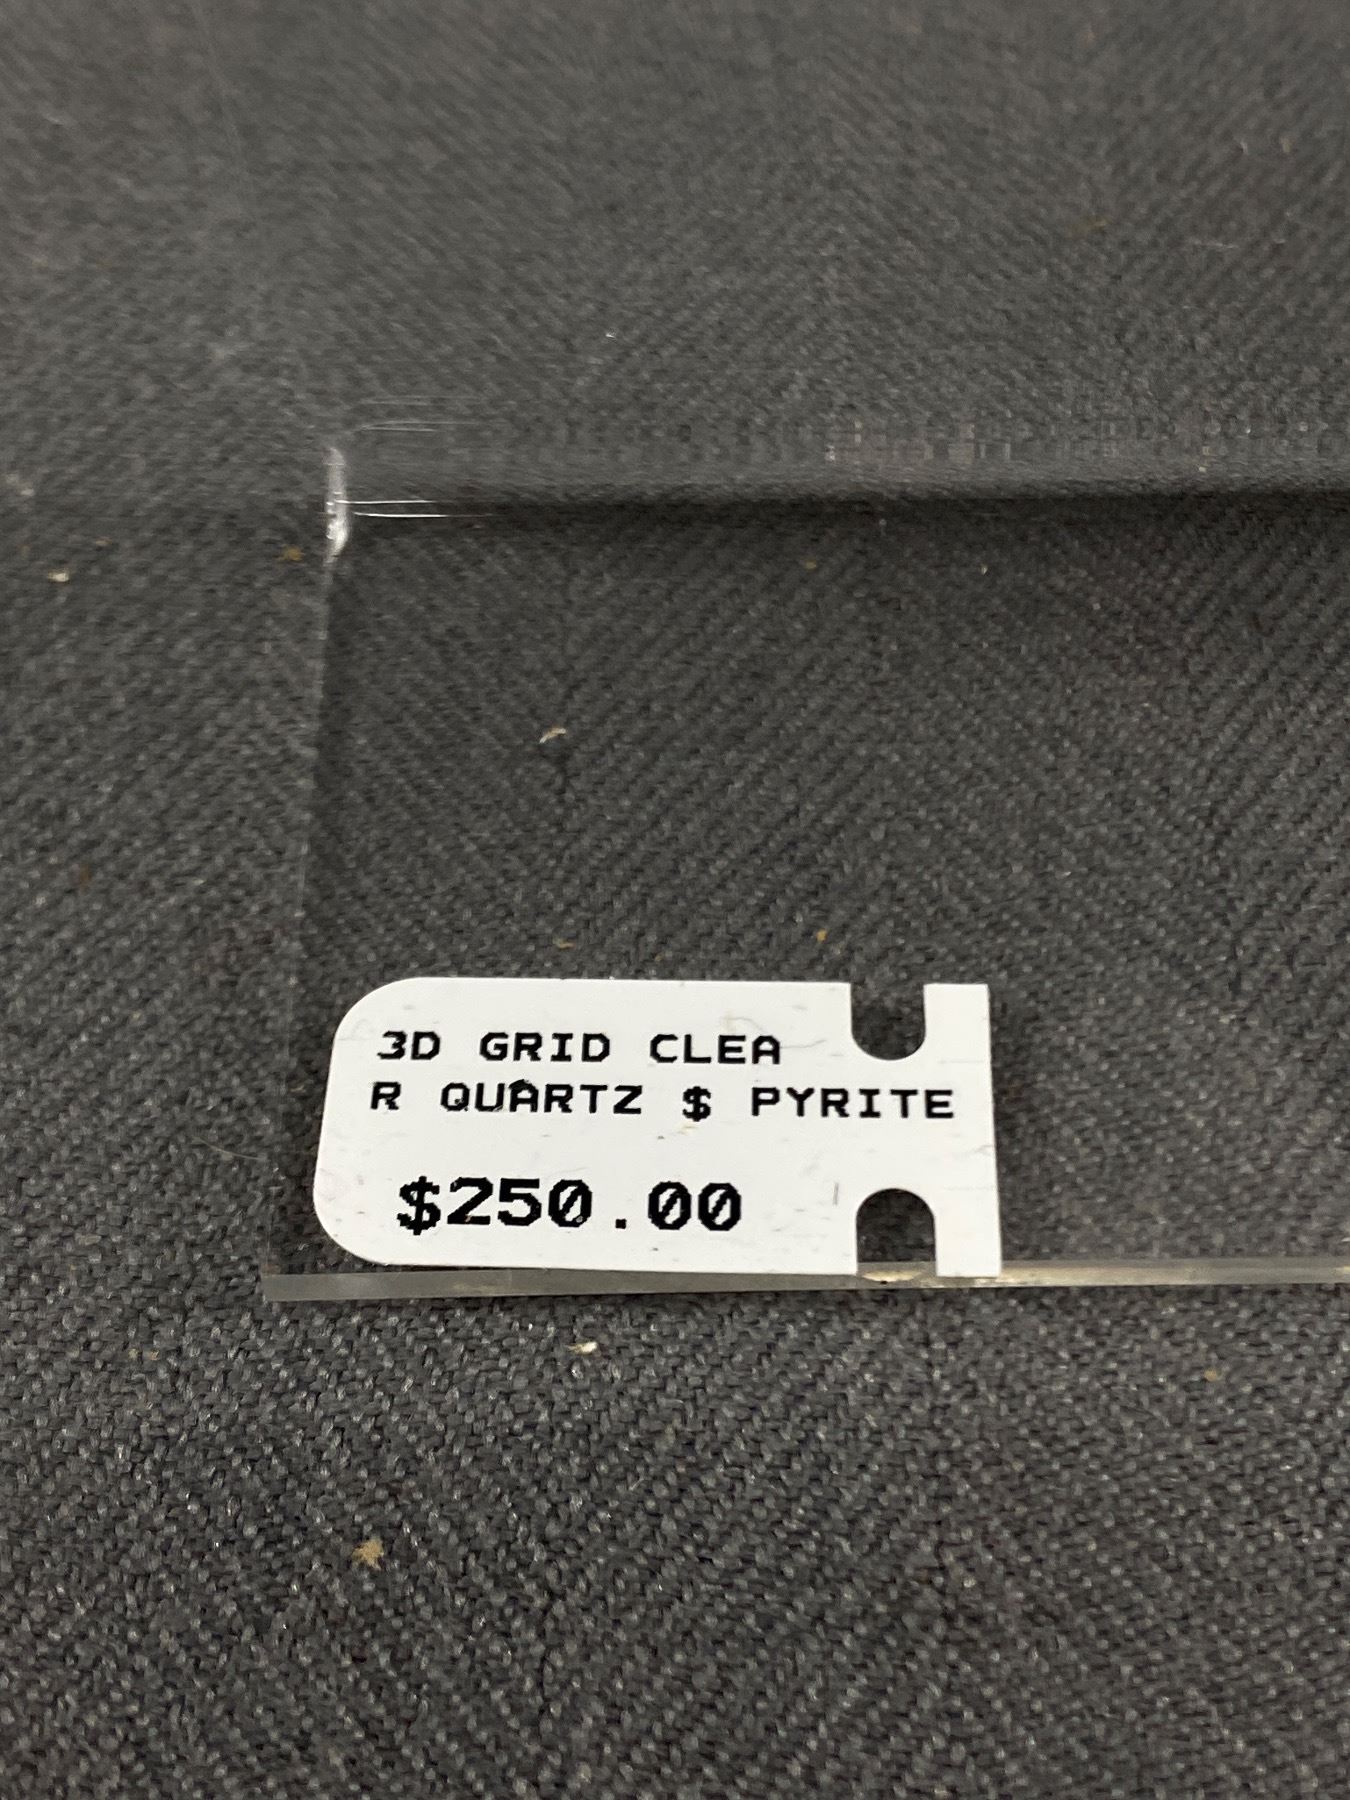 3D GRID CLEA
R QUARTZ $ PYRITE
$250.00